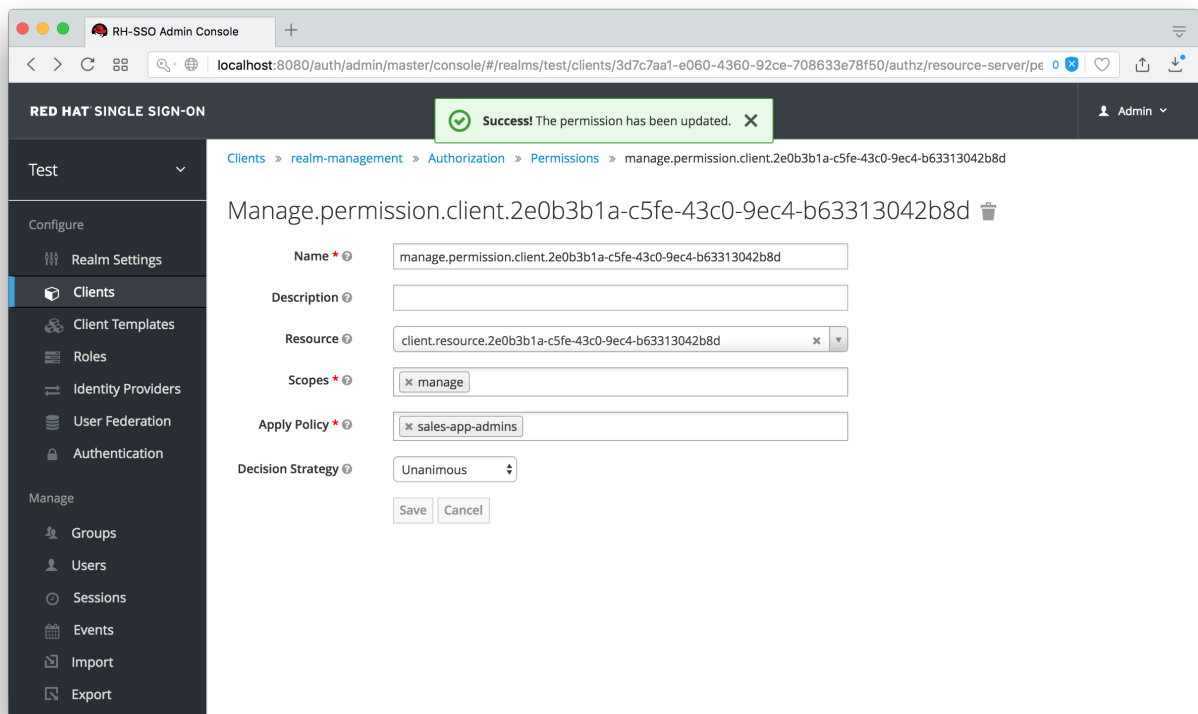 RH-SSO Admin Console
localhost:8080/auth/admin/master/console/#/realms/test/clients/3d7c7aa1-e060-4360-92ce-708633e78f50/authz/resource-server/pe 0
RED HAT SINGLE SIGN-ON
Success! The permission has been updated.
Admin
Test
Clients » realm-management » Authorization » Permissions » manage.permission.client.2e0b3b1a-c5fe-43c0-9ec4-b63313042b8d
Manage.permission.client.2e0b3b1a-c5fe-43c0-9ec4-b63313042b8d
Configure
Realm Settings
Clients
Client Templates
Roles
Identity Providers
User Federation
Authentication
Manage
Groups
Users
Sessions
Events
Import
Export
Name * manage.permission.client.2e0b3b1a-c5fe-43c0-9ec4-b63313042b8d
Description
Resource client.resource.2e0b3b1a-c5fe-43c0-9ec4-b63313042b8d
Scopes * manage
Apply Policy * sales-app-admins
Decision Strategy Unanimous
Save Cancel